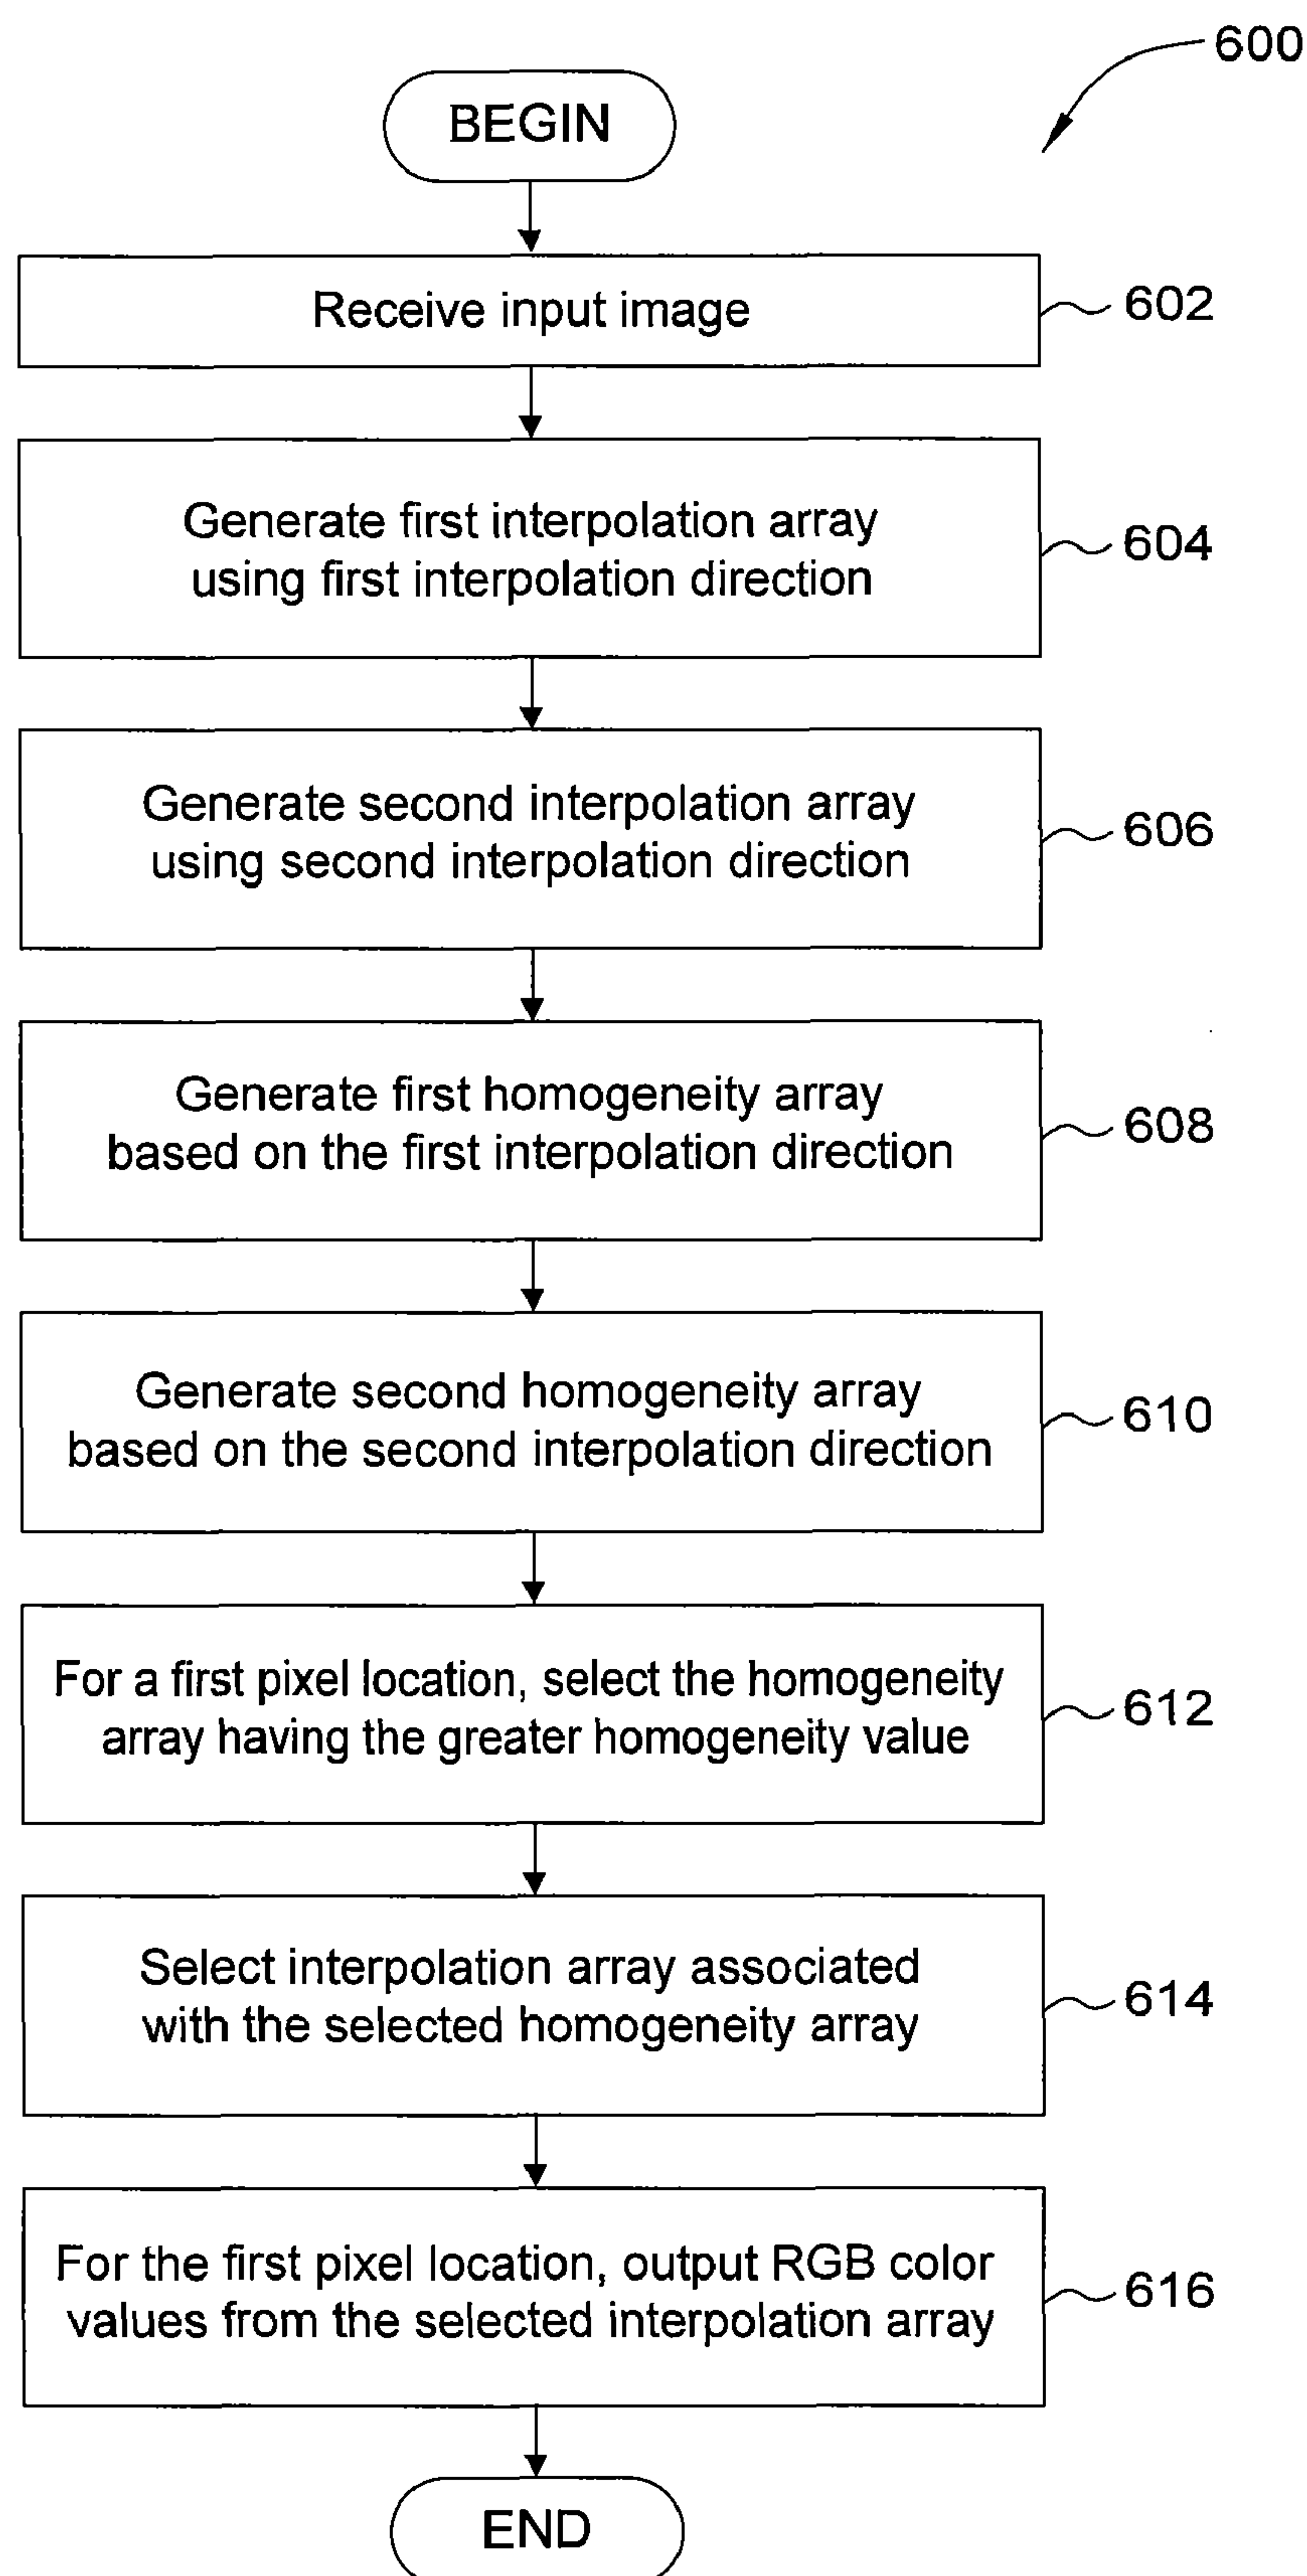 600
BEGIN
Receive input image
602
Generate first interpolation array
using first interpolation direction
604
Generate second interpolation array
using second interpolation direction
606
Generate first homogeneity array
based on the first interpolation direction
608
Generate second homogeneity array
based on the second interpolation direction
610
For a first pixel location, select the homogeneity
array having the greater homogeneity value
612
Select interpolation array associated
with the selected homogeneity array
614
For the first pixel location, output RGB color
values from the selected interpolation array
616
END